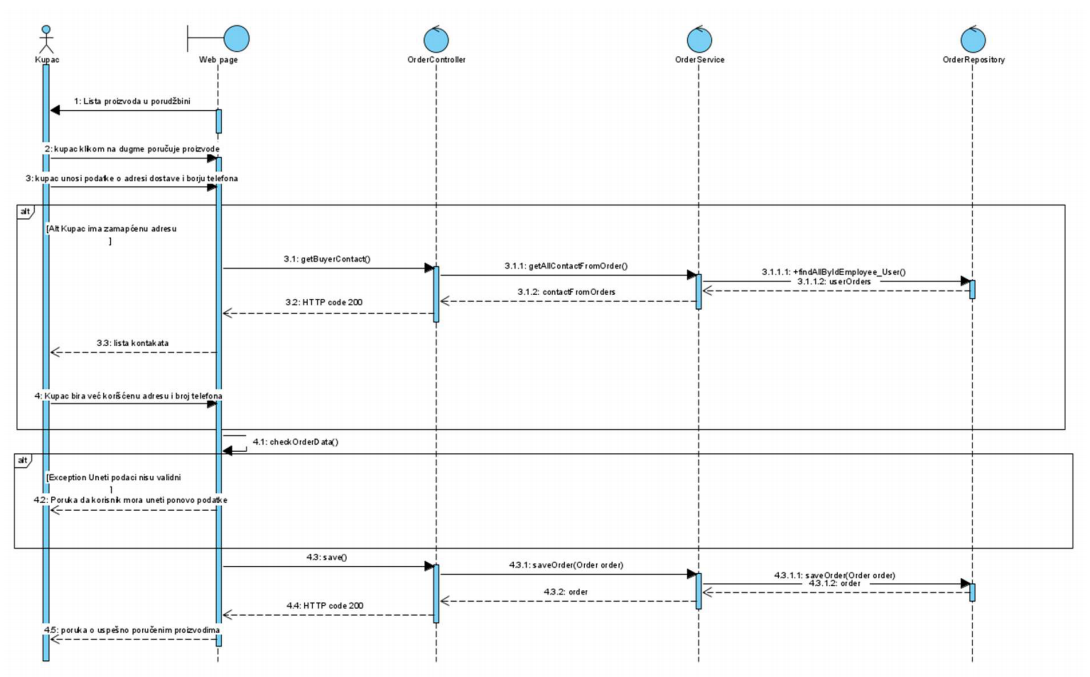 Kupac
Web page
OrderController
OrderService
OrderRepository
1: Lista proizvoda u porudžbini
2: kupac klikom na dugme poručuje proizvode
3: kupac unosi podatke o adresi dostave i borju telefona
alt
[Alt Kupac ima zamapćenu adresu
]
3.1: getBuyerContact()
3.1.1: getAllContactFromOrder()
3.1.1.1: +findAllByIdEmployee_User()
3.1.1.2: userOrders
3.1.2: contactFromOrders
3.2: HTTP code 200
3.3: lista kontakata
4: Kupac bira već korišćenu adresu i broj telefona
4.1: checkOrderData()
alt
[Exception Uneti podaci nisu validni
]
4.2: Poruka da korisnik mora uneti ponovo podatke
4.3: save()
4.3.1: saveOrder(Order order)
4.3.1.1: saveOrder(Order order)
4.3.1.2: order
4.3.2: order
4.4: HTTP code 200
4.5: poruka o uspešno poručenim proizvodima